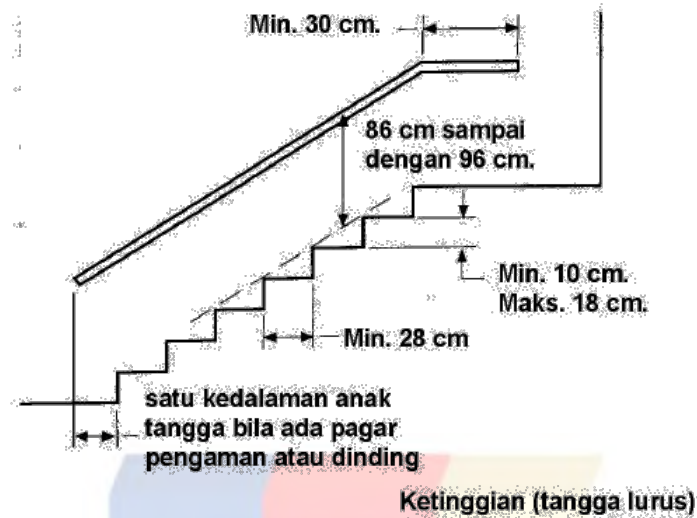 Min. 30 cm.
86 cm sampai
dengan 96 cm.
Min. 10 cm.
Maks. 18 cm.
Min. 28 cm
satu kedalaman anak
tangga bila ada pagar
pengaman atau dinding
Ketinggian (tangga lurus)